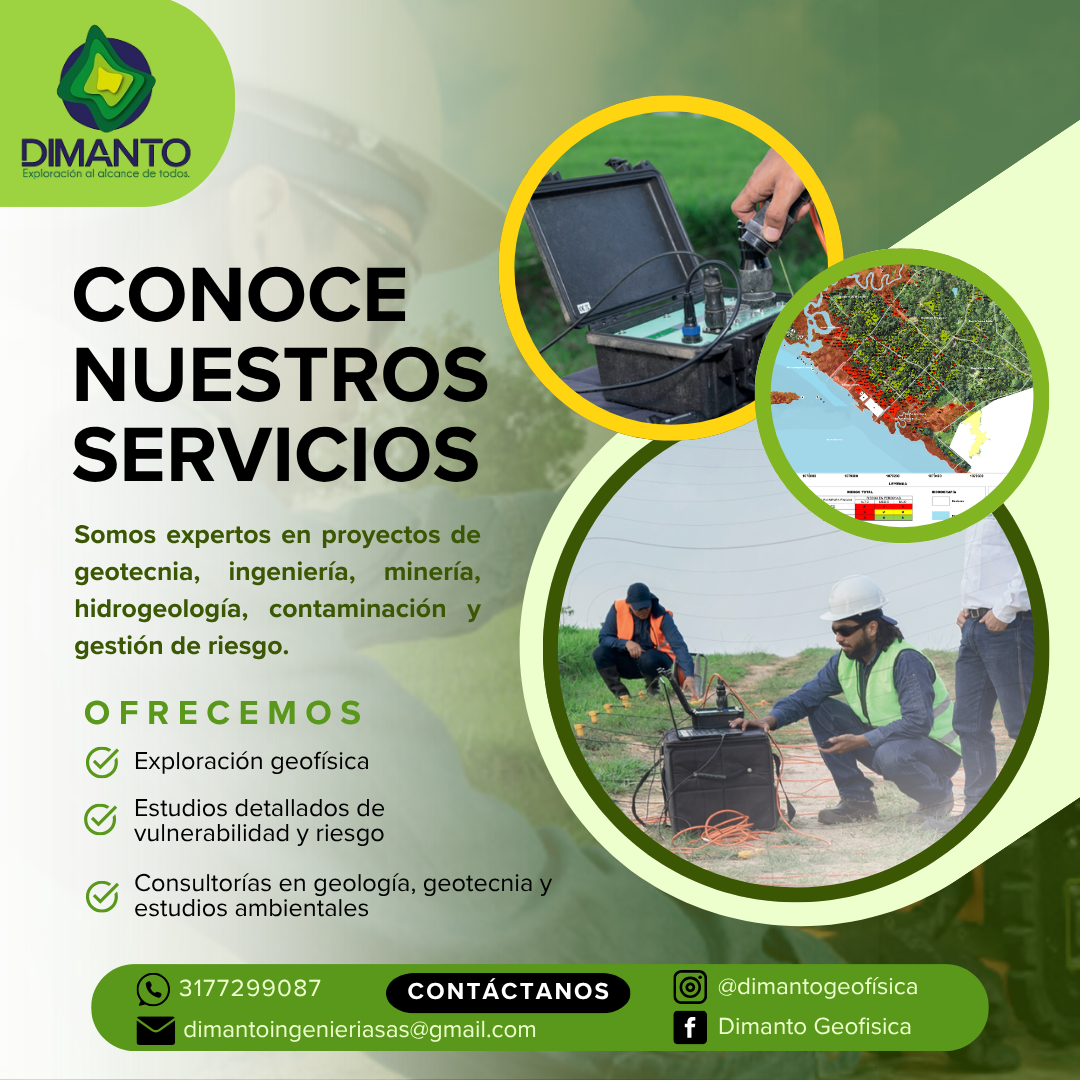 DIMANTO
Exploración al alcance de todos.
CONOCE
NUESTROS
SERVICIOS
Somos expertos en proyectos de
geotecnia, ingeniería, minería,
hidrogeología, contaminación y
gestión de riesgo.
OFRECEMOS
Exploración geofísica
Estudios detallados de
vulnerabilidad y riesgo
Consultorías en geología, geotecnia y
estudios ambientales
LEYENDA
3177299087
dimantoingenieriasas@gmail.com
CONTÁCTANOS
@dimantogeofísica
Dimanto Geofisica